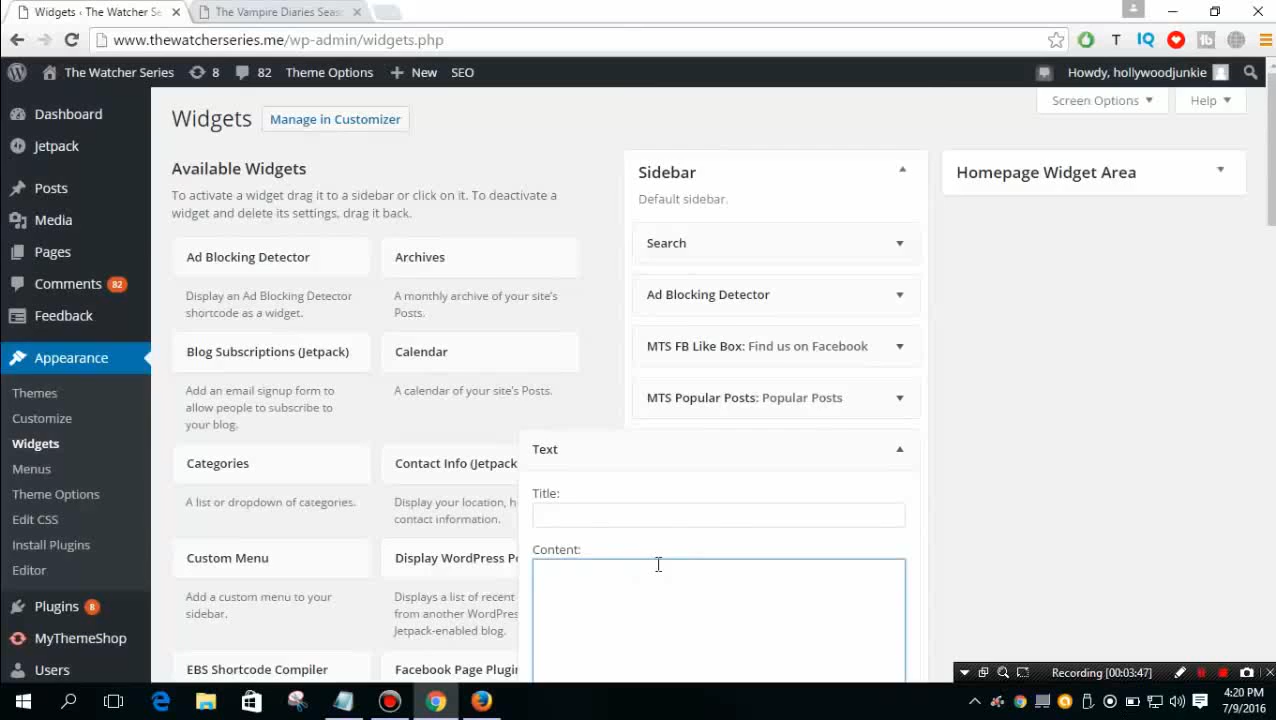 Widgets ‹ The Watcher Se
The Vampire Diaries Seas
www.thewatcherseries.me/wp-admin/widgets.php
T
IQ
tb
The Watcher Series
8
82
Theme Options
New
SEO
Howdy, hollywoodjunkie
Dashboard
Jetpack
Posts
Media
Pages
Comments 82
Feedback
Appearance
Themes
Customize
Widgets
Menus
Theme Options
Edit CSS
Install Plugins
Editor
Plugins 8
MyThemeShop
Users
Screen Options
Help
Widgets
Manage in Customizer
Available Widgets
To activate a widget drag it to a sidebar or click on it. To deactivate a
widget and delete its settings, drag it back.
Ad Blocking Detector
Display an Ad Blocking Detector
shortcode as a widget.
Archives
A monthly archive of your site's
Posts.
Blog Subscriptions (Jetpack)
Add an email signup form to
allow people to subscribe to
your blog.
Calendar
A calendar of your site's Posts.
Categories
A list or dropdown of categories.
Contact Info (Jetpack
Display your location, h
contact information.
Custom Menu
Add a custom menu to your
sidebar.
Display WordPress Po
Displays a list of recent
from another WordPres
Jetpack-enabled blog.
EBS Shortcode Compiler
Facebook Page Plugin
Sidebar
Default sidebar.
Search
Ad Blocking Detector
MTS FB Like Box: Find us on Facebook
MTS Popular Posts: Popular Posts
Text
Title:
Content:
Homepage Widget Area
Recording [00:03:47]
4:20 PM
7/9/2016